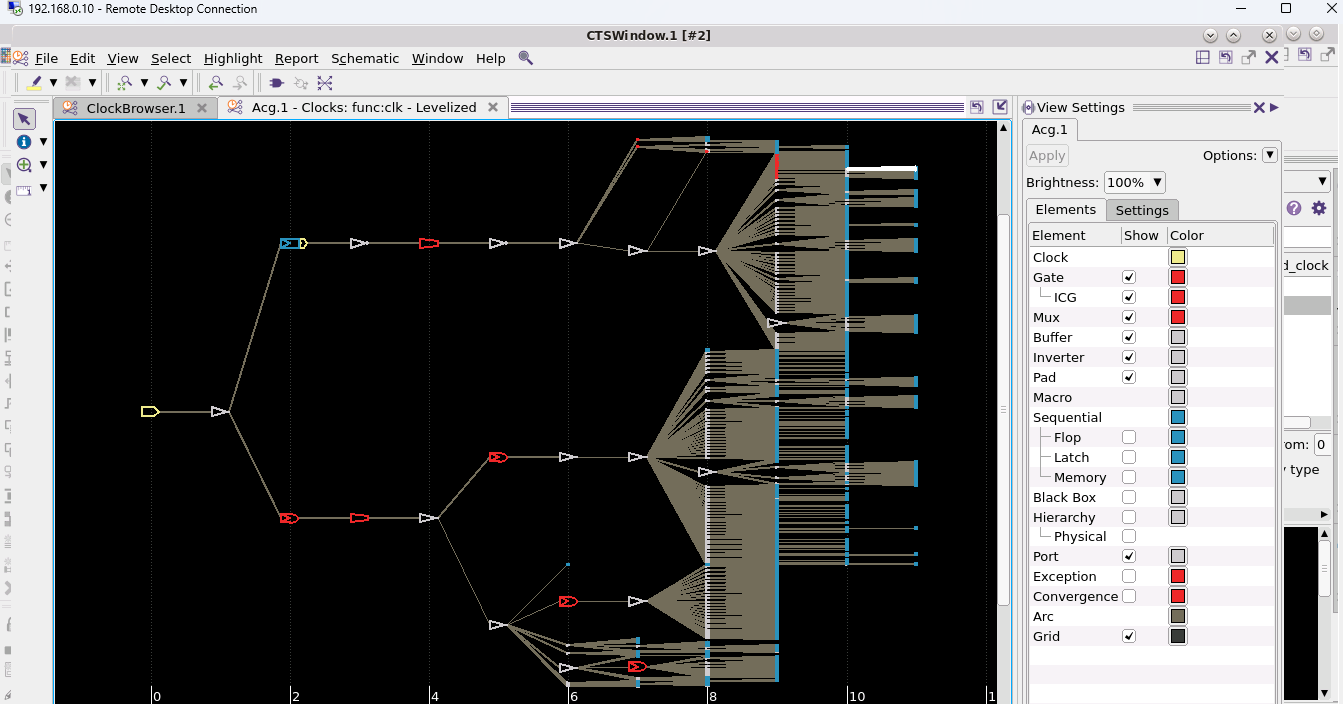 192.168.0.10 - Remote Desktop Connection
CTSWindow.1 [#2]
File Edit View Select Highlight Report Schematic Window Help
ClockBrowser.1
Acg.1 - Clocks: func:clk - Levelized
View Settings
Acg.1
Apply
Options:
Brightness: 100%
Elements Settings
Element Show Color
Clock
Gate
ICG
Mux
Buffer
Inverter
Pad
Macro
Sequential
Flop
Latch
Memory
Black Box
Hierarchy
Physical
Port
Exception
Convergence
Arc
Grid
d_clock
om: 0
type
0 2 4 6 8 10 1